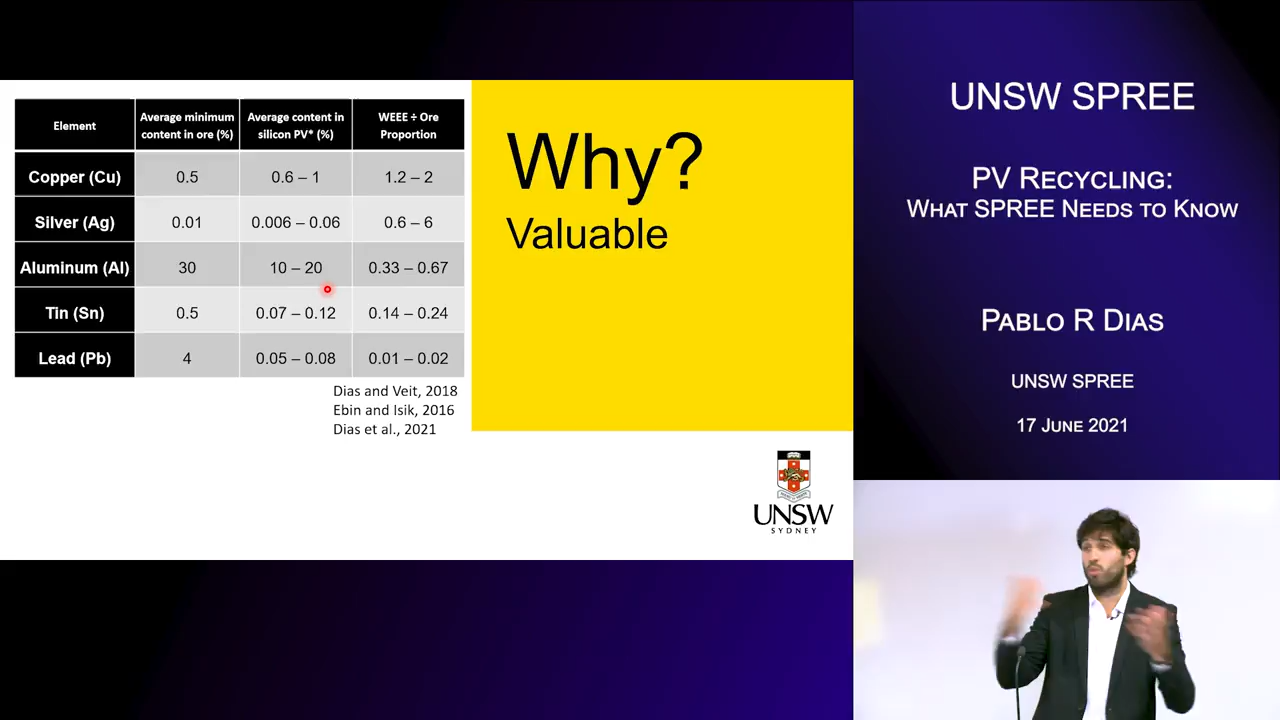 Element
Average minimum content in ore (%)
Average content in silicon PV* (%)
WEEE ÷ Ore Proportion
Copper (Cu) 0.5 0.6 – 1 1.2 – 2
Silver (Ag) 0.01 0.006 – 0.06 0.6 – 6
Aluminum (Al) 30 10 – 20 0.33 – 0.67
Tin (Sn) 0.5 0.07 – 0.12 0.14 – 0.24
Lead (Pb) 4 0.05 – 0.08 0.01 – 0.02
Dias and Veit, 2018
Ebin and Isik, 2016
Dias et al., 2021
Why?
Valuable
UNSW
SYDNEY
UNSW SPREE
PV Recycling:
What SPREE Needs to Know
Pablo R Dias
UNSW SPREE
17 June 2021